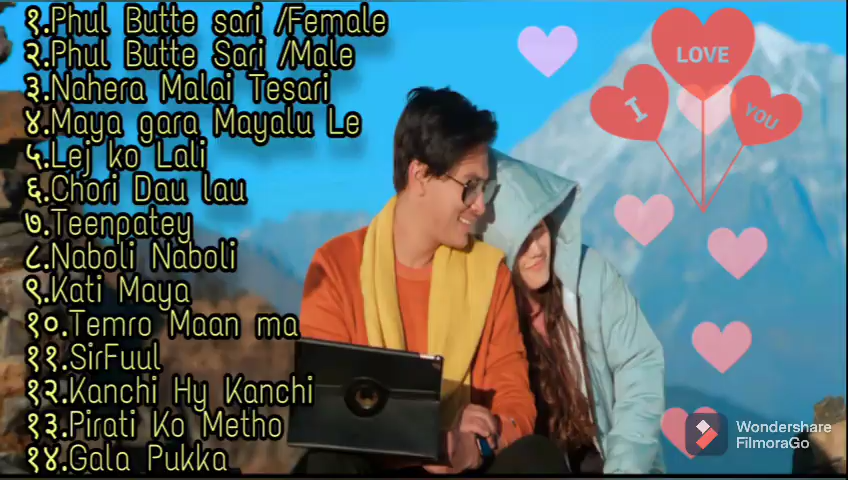 १.Phul Butte sari /Female
२.Phul Butte Sari /Male
३.Nahera Malai Tesari
४.Maya gara Mayalu Le
५.Lej ko Lali
६.Chori Dau lau
७.Teenpatey
८.Naboli Naboli
९.Kati Maya
१०.Temro Maan ma
११.SirFuul
१२.Kanchi Hy Kanchi
१३.Pirati Ko Metho
१४.Gala Pukka
I
LOVE
YOU
Wondershare
FilmoraGo